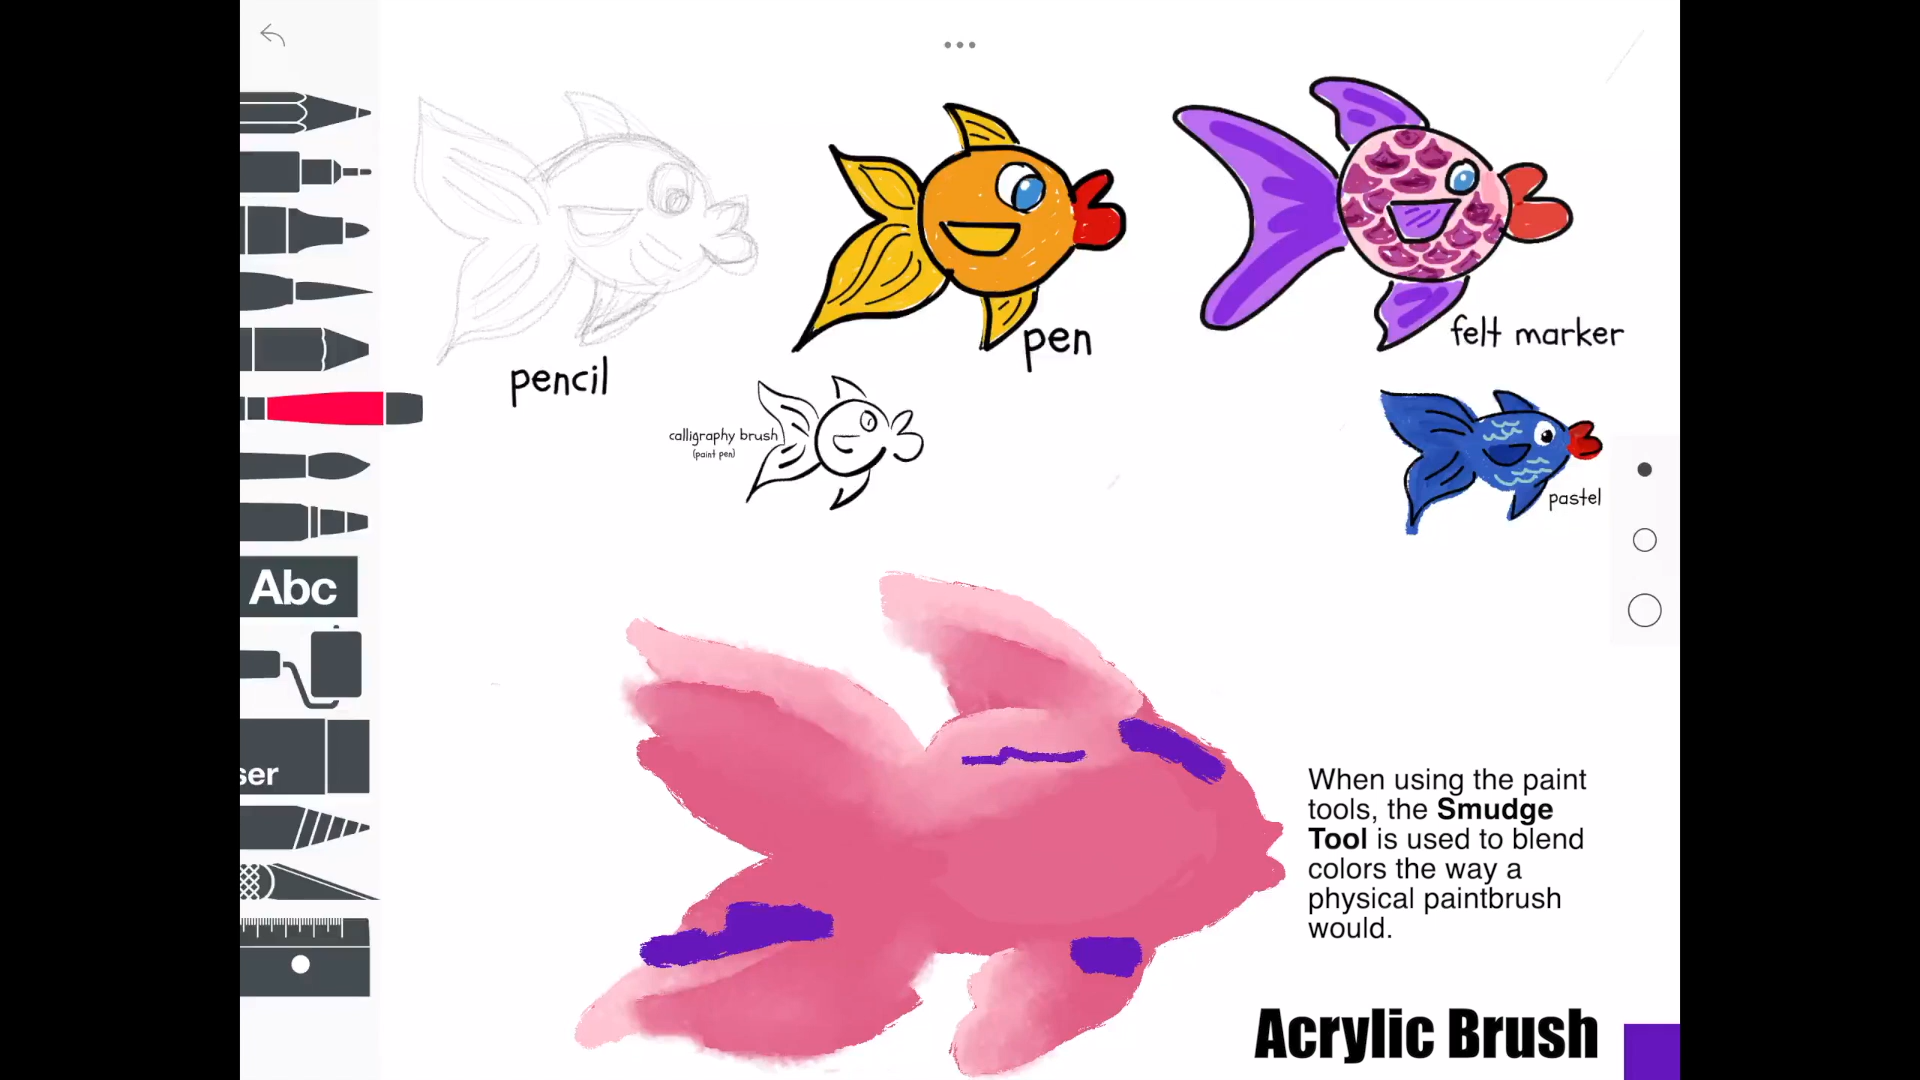 pencil
pen
felt marker
calligraphy brush
(paint pen)
pastel
Abc
ser
When using the paint
tools, the Smudge
Tool is used to blend
colors the way a
physical paintbrush
would.
Acrylic Brush